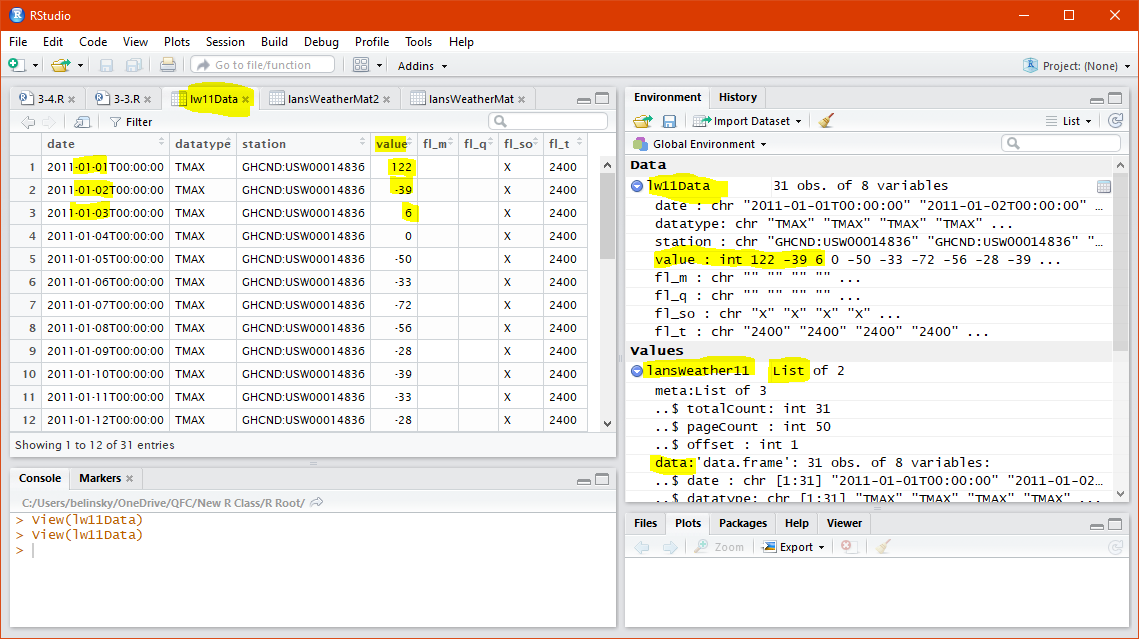 RStudio
File Edit Code View Plots Session Build Debug Profile Tools Help
Go to file/function Addins Project: (None)
3-4.R 3-3.R lw11Data lansWeatherMat2 lansWeatherMat
Filter
date datatype station value fl_m fl_q fl_so fl_t
1 2011-01-01T00:00:00 TMAX GHCND:USW00014836 122 X 2400
2 2011-01-02T00:00:00 TMAX GHCND:USW00014836 -39 X 2400
3 2011-01-03T00:00:00 TMAX GHCND:USW00014836 6 X 2400
4 2011-01-04T00:00:00 TMAX GHCND:USW00014836 0 X 2400
5 2011-01-05T00:00:00 TMAX GHCND:USW00014836 -50 X 2400
6 2011-01-06T00:00:00 TMAX GHCND:USW00014836 -33 X 2400
7 2011-01-07T00:00:00 TMAX GHCND:USW00014836 -72 X 2400
8 2011-01-08T00:00:00 TMAX GHCND:USW00014836 -56 X 2400
9 2011-01-09T00:00:00 TMAX GHCND:USW00014836 -28 X 2400
10 2011-01-10T00:00:00 TMAX GHCND:USW00014836 -39 X 2400
11 2011-01-11T00:00:00 TMAX GHCND:USW00014836 -33 X 2400
12 2011-01-12T00:00:00 TMAX GHCND:USW00014836 -28 X 2400
Showing 1 to 12 of 31 entries
Console Markers
C:/Users/belinsky/OneDrive/QFC/New R Class/R Root/
> View(lw11Data)
> View(lw11Data)
>
Environment History
Import Dataset List
Global Environment
Data
lw11Data 31 obs. of 8 variables
date : chr "2011-01-01T00:00:00" "2011-01-02T00:00:00" …
datatype: chr "TMAX" "TMAX" "TMAX" "TMAX" ...
station : chr "GHCND:USW00014836" "GHCND:USW00014836" "…
value : int 122 -39 6 0 -50 -33 -72 -56 -28 -39 ...
fl_m : chr "" "" "" "" ...
fl_q : chr "" "" "" "" ...
fl_so : chr "X" "X" "X" "X" ...
fl_t : chr "2400" "2400" "2400" "2400" ...
Values
lansWeather11 List of 2
meta:List of 3
..$ totalCount: int 31
..$ pageCount : int 50
..$ offset : int 1
data:'data.frame': 31 obs. of 8 variables:
..$ date : chr [1:31] "2011-01-01T00:00:00" "2011-01-02…
..$ datatype: chr [1:31] "TMAX" "TMAX" "TMAX" "TMAX" ...
Files Plots Packages Help Viewer
Zoom Export